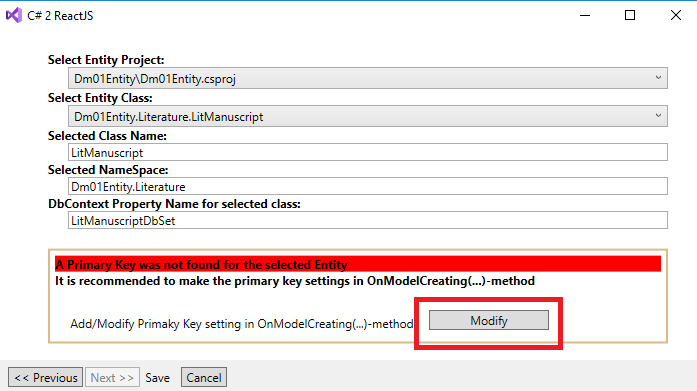 C# 2 ReactJS
Select Entity Project:
Dm01Entity\Dm01Entity.csproj
Select Entity Class:
Dm01Entity.Literature.LitManuscript
Selected Class Name:
LitManuscript
Selected NameSpace:
Dm01Entity.Literature
DbContext Property Name for selected class:
LitManuscriptDbSet
A Primary Key was not found for the selected Entity
It is recommended to make the primary key settings in OnModelCreating(...)-method
Add/Modify Primaky Key setting in OnModelCreating(...)-method
Modify
<< Previous Next >> Save Cancel